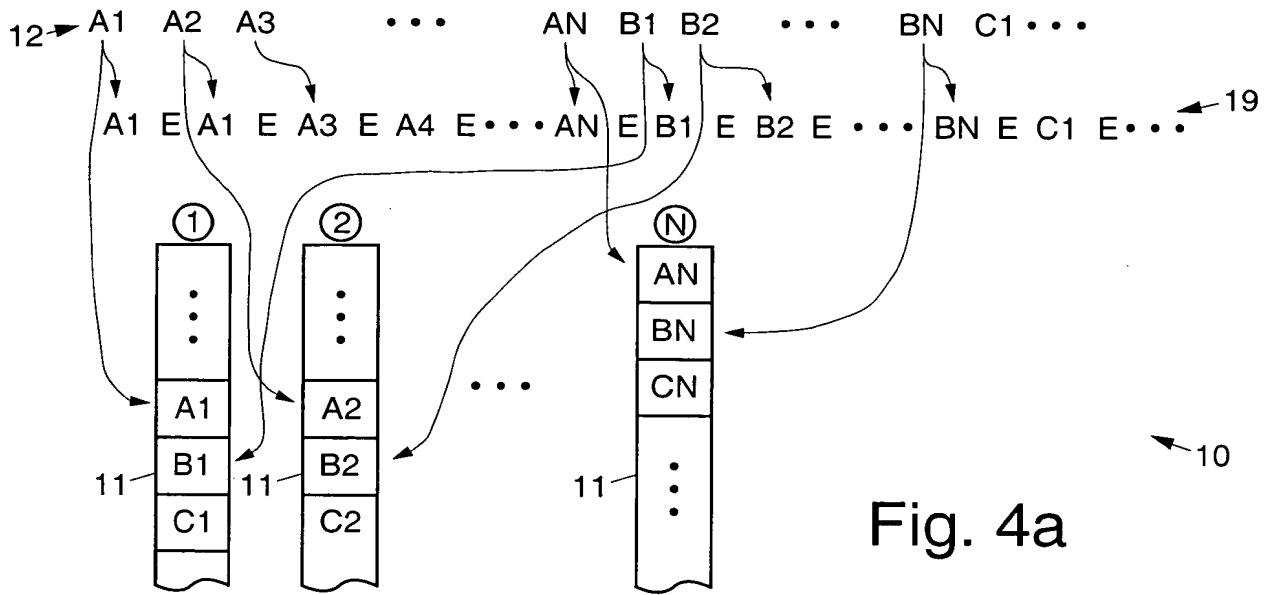 12 A1 A2 A3 ••• AN B1 B2 ••• BN C1•••
A1 E A1 E A3 E A4 E•••AN E B1 E B2 E •••BN E C1 E••• 19
1 2 N
AN
BN
CN
A1 A2 •••
11 B1 11 B2 11
C1 C2
10
Fig. 4a